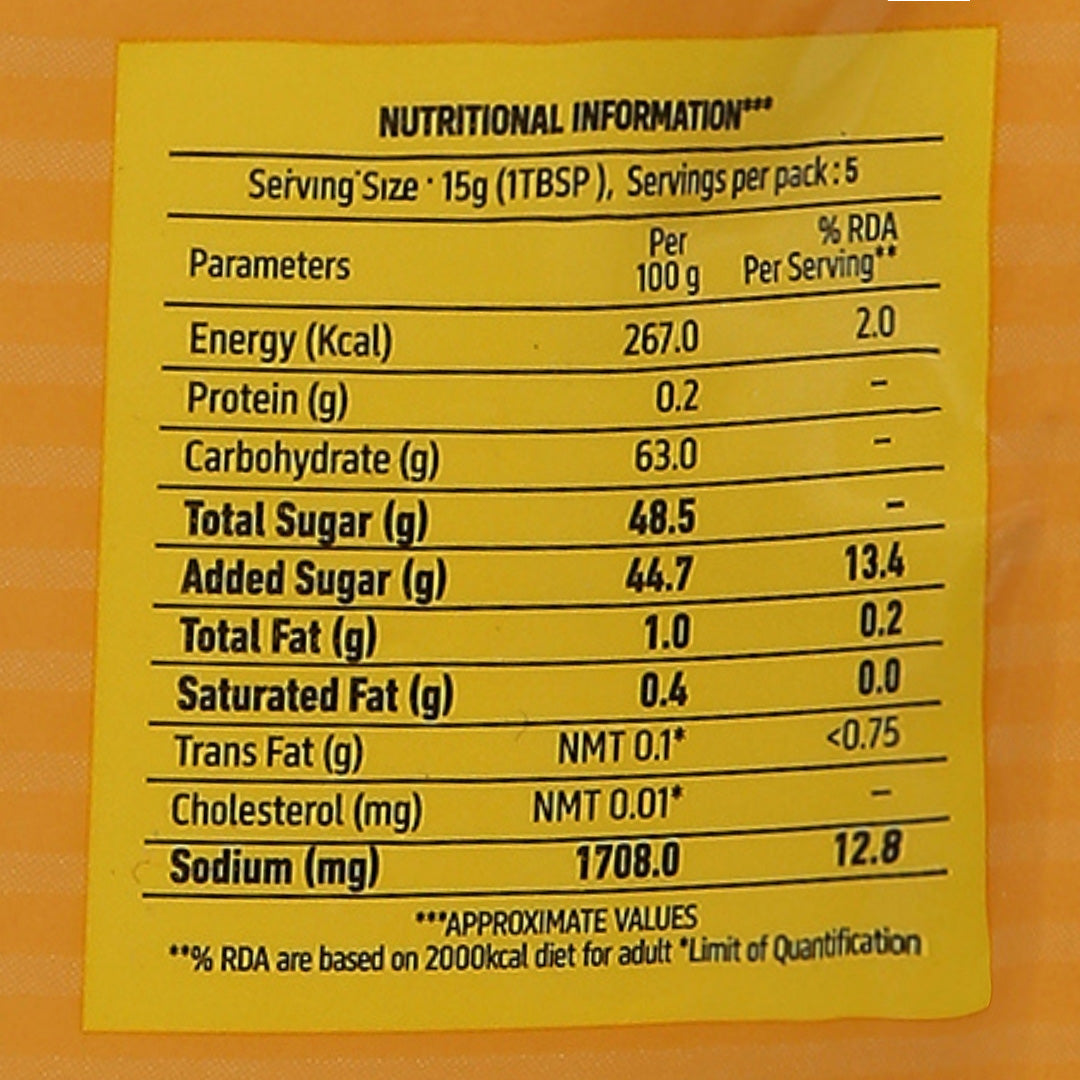 NUTRITIONAL INFORMATION***
Serving Size : 15g (1TBSP ), Servings per pack : 5
Parameters Per 100 g % RDA Per Serving**
Energy (Kcal) 267.0 2.0
Protein (g) 0.2 –
Carbohydrate (g) 63.0 –
Total Sugar (g) 48.5 –
Added Sugar (g) 44.7 13.4
Total Fat (g) 1.0 0.2
Saturated Fat (g) 0.4 0.0
Trans Fat (g) NMT 0.1* <0.75
Cholesterol (mg) NMT 0.01* –
Sodium (mg) 1708.0 12.8
***APPROXIMATE VALUES
**% RDA are based on 2000kcal diet for adult *Limit of Quantification